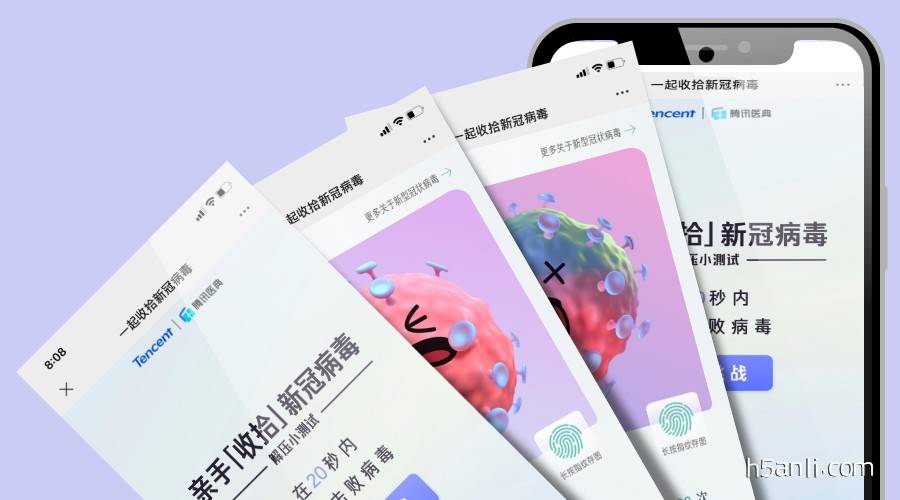 8:08
一起收拾新冠病毒
Tencent | 腾讯医典
亲手「收拾」新冠病毒
解压小测试
在20秒内
击败病毒
起收拾新冠病毒
更多关于新型冠状病毒
长按指纹存图
一起收拾新冠病毒
更多关于新型冠状病毒
长按指纹存图
次
一起收拾新冠病毒
encent | 腾讯医典
拾」新冠病毒
压小测试
秒内
败病毒
战
h5anli.com